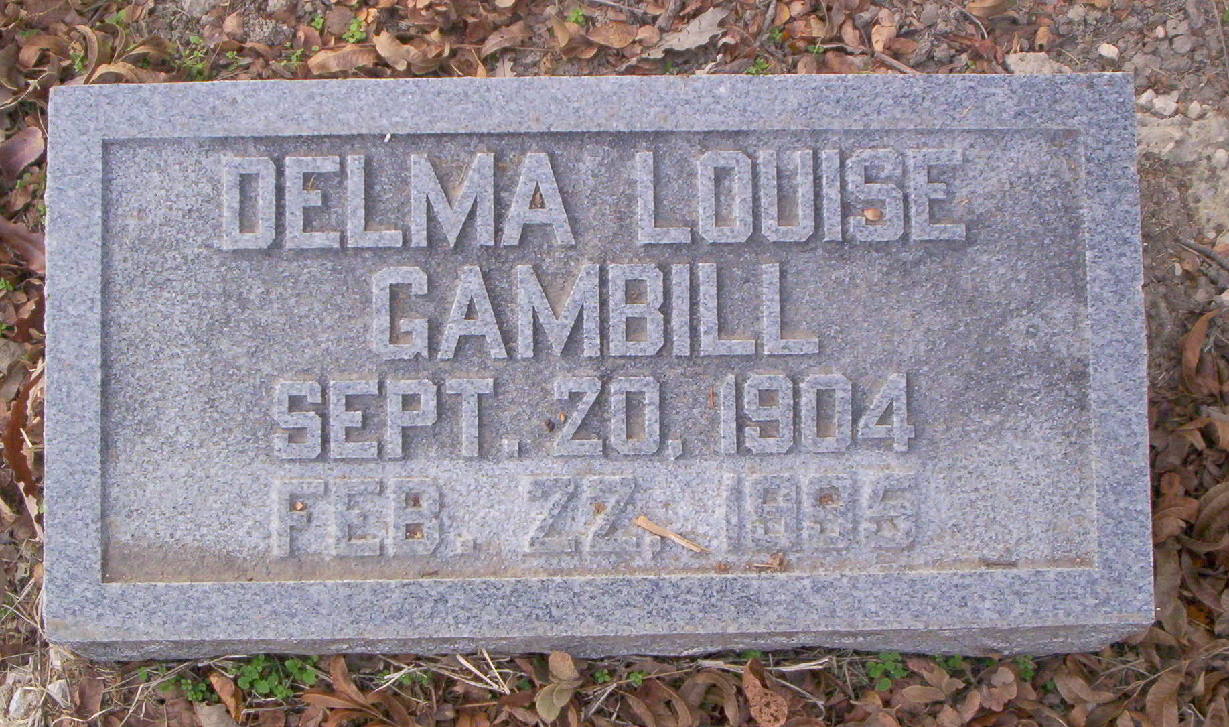 DELMA LOUISE
GAMBILL
SEPT. 20, 1904
FEB. 22,